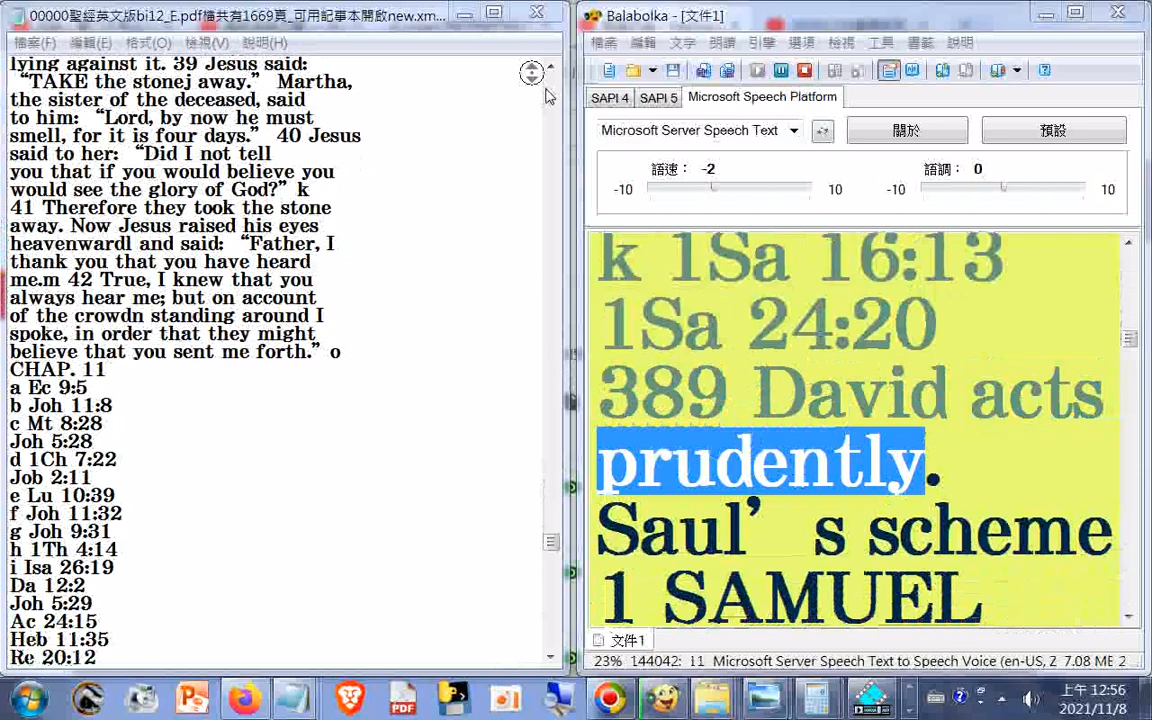 00000聖經英文版bi12_E.pdf檔共有1669頁_可用記事本開啟new.xm...
檔案(F) 編輯(E) 格式(O) 檢視(V) 說明(H)
lying against it. 39 Jesus said:
“TAKE the stonej away.” Martha,
the sister of the deceased, said
to him: “Lord, by now he must
smell, for it is four days.” 40 Jesus
said to her: “Did I not tell
you that if you would believe you
would see the glory of God?” k
41 Therefore they took the stone
away. Now Jesus raised his eyes
heavenwardl and said: “Father, I
thank you that you have heard
me.m 42 True, I knew that you
always hear me; but on account
of the crowdn standing around I
spoke, in order that they might
believe that you sent me forth.” o
CHAP. 11
a Ec 9:5
b Joh 11:8
c Mt 8:28
Joh 5:28
d 1Ch 7:22
Job 2:11
e Lu 10:39
f Joh 11:32
g Joh 9:31
h 1Th 4:14
i Isa 26:19
Da 12:2
Joh 5:29
Ac 24:15
Heb 11:35
Re 20:12
Balabolka - [文件1]
檔案 編輯 文字 朗讀 引擎 選項 檢視 工具 書籤 說明
SAPI 4 SAPI 5 Microsoft Speech Platform
Microsoft Server Speech Text 關於 預設
語速： -2 語調： 0
-10 10 -10 10
k 1Sa 16:13
1Sa 24:20
389 David acts
prudently.
Saul’s scheme
1 SAMUEL
文件1
23% 144042: 11 Microsoft Server Speech Text to Speech Voice (en-US, Z 7.08 MB 2
PDF
上午 12:56
2021/11/8